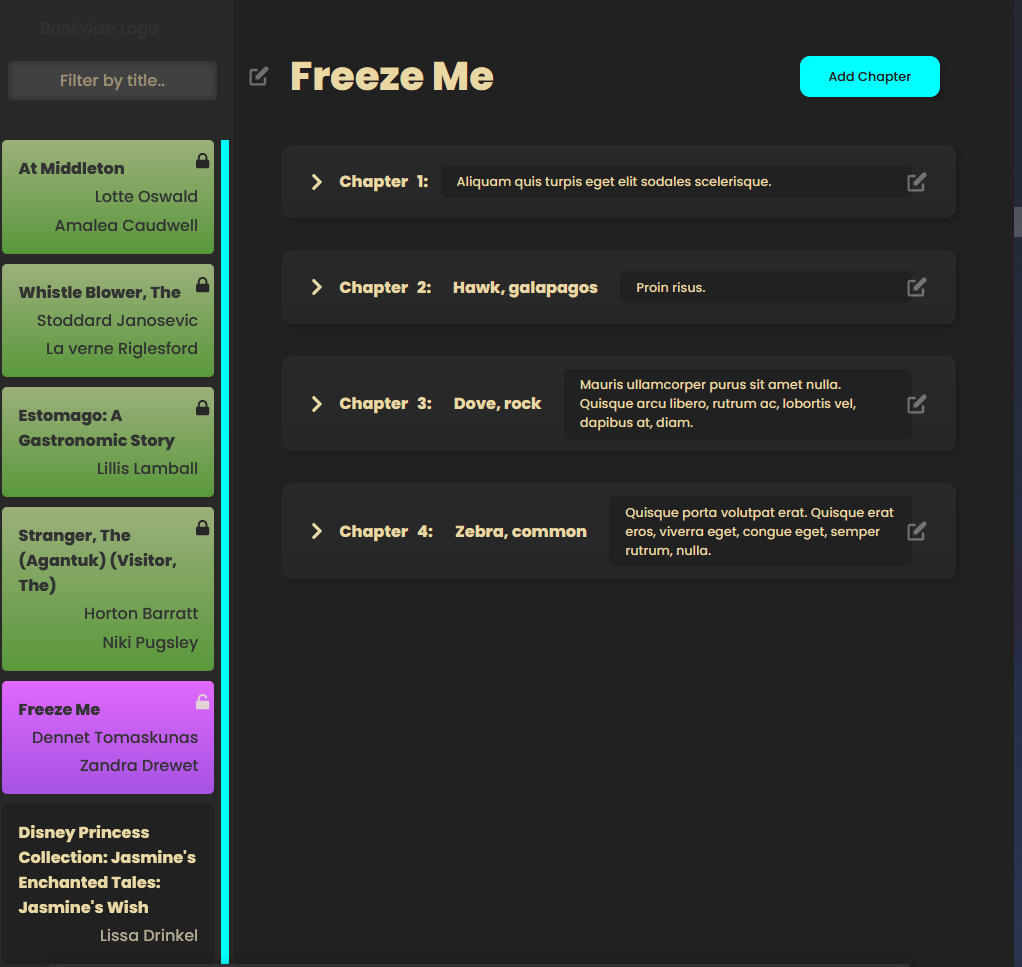 Bookwise Logo
Filter by title..
At Middleton
Lotte Oswald
Amalea Caudwell
Whistle Blower, The
Stoddard Janosevic
La verne Riglesford
Estomago: A
Gastronomic Story
Lillis Lamball
Stranger, The
(Agantuk) (Visitor,
The)
Horton Barratt
Niki Pugsley
Freeze Me
Dennet Tomaskunas
Zandra Drewet
Disney Princess
Collection: Jasmine's
Enchanted Tales:
Jasmine's Wish
Lissa Drinkel
Freeze Me
Add Chapter
Chapter 1: Aliquam quis turpis eget elit sodales scelerisque.
Chapter 2: Hawk, galapagos Proin risus.
Chapter 3: Dove, rock
Mauris ullamcorper purus sit amet nulla.
Quisque arcu libero, rutrum ac, lobortis vel,
dapibus at, diam.
Chapter 4: Zebra, common
Quisque porta volutpat erat. Quisque erat
eros, viverra eget, congue eget, semper
rutrum, nulla.